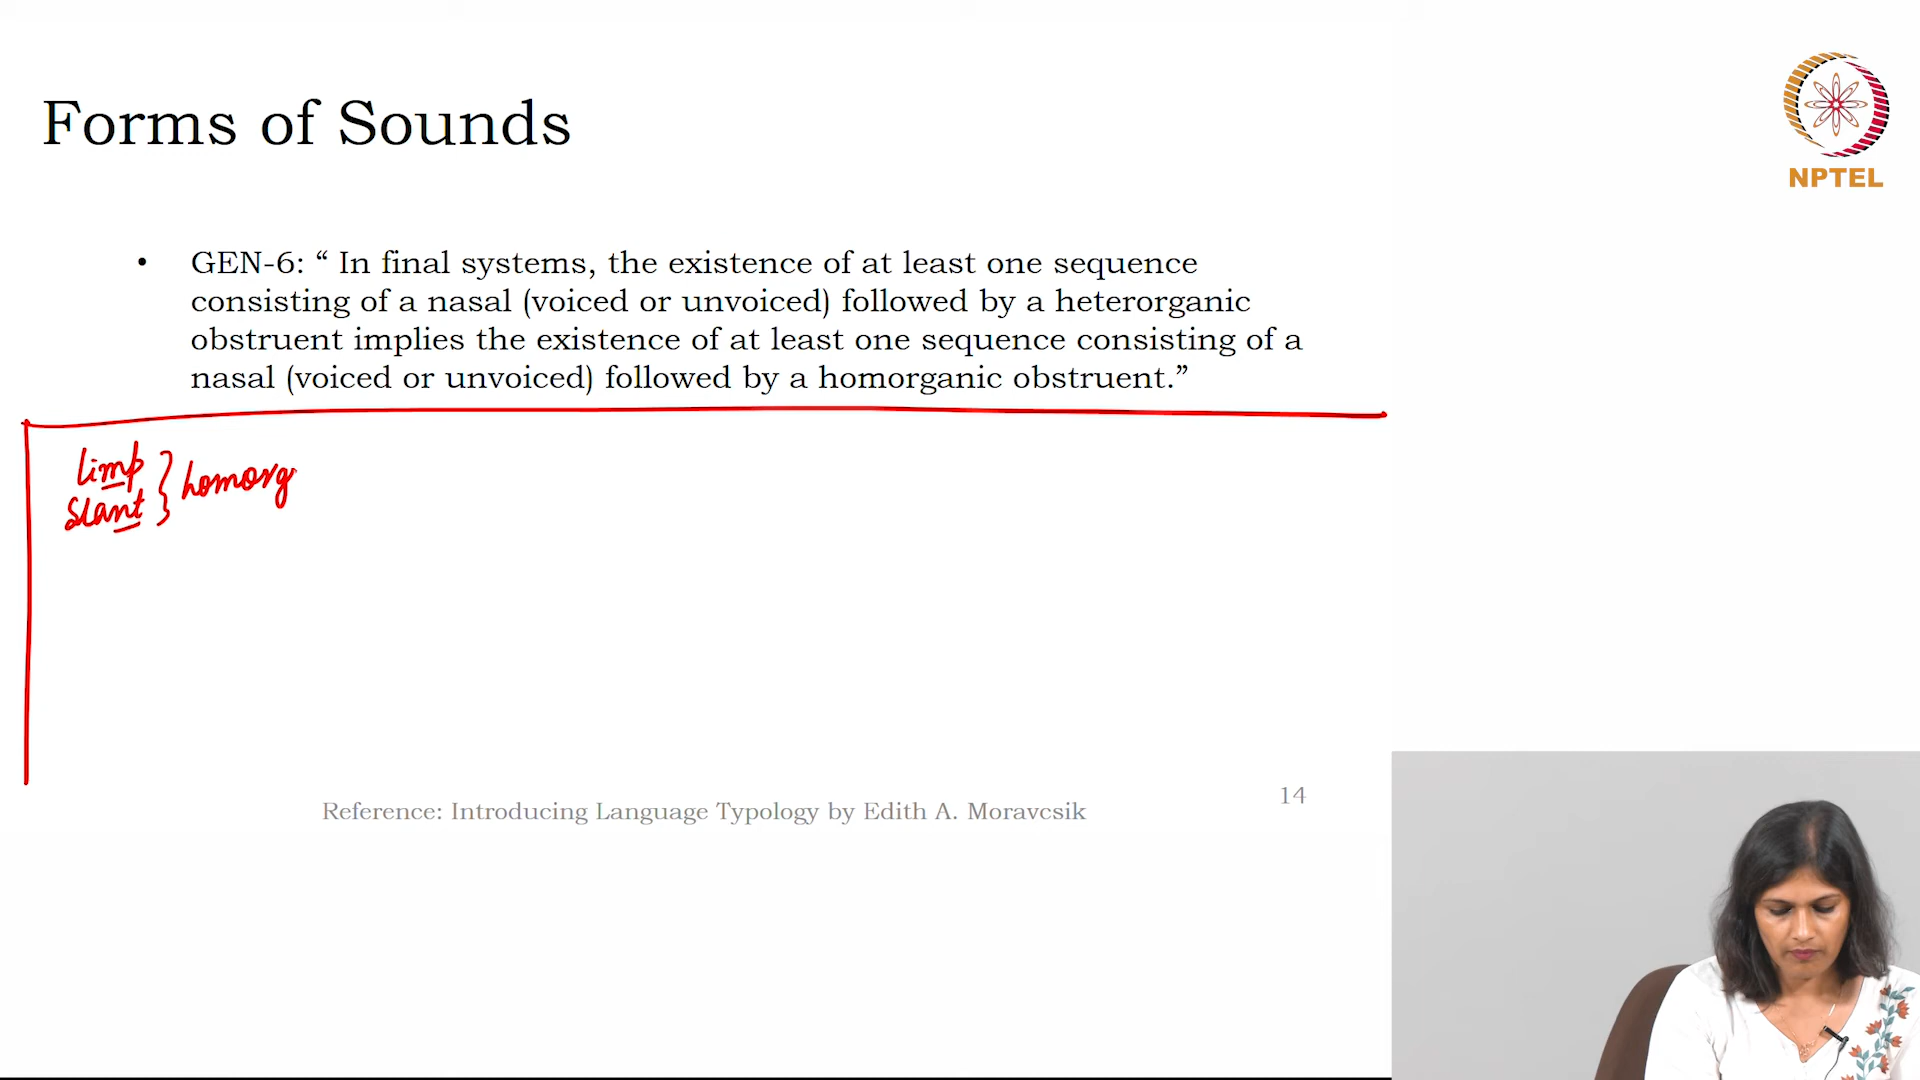 Forms of Sounds
NPTEL
• GEN-6: “ In final systems, the existence of at least one sequence
consisting of a nasal (voiced or unvoiced) followed by a heterorganic
obstruent implies the existence of at least one sequence consisting of a
nasal (voiced or unvoiced) followed by a homorganic obstruent.”
limp
slant } homorg
14
Reference: Introducing Language Typology by Edith A. Moravcsik